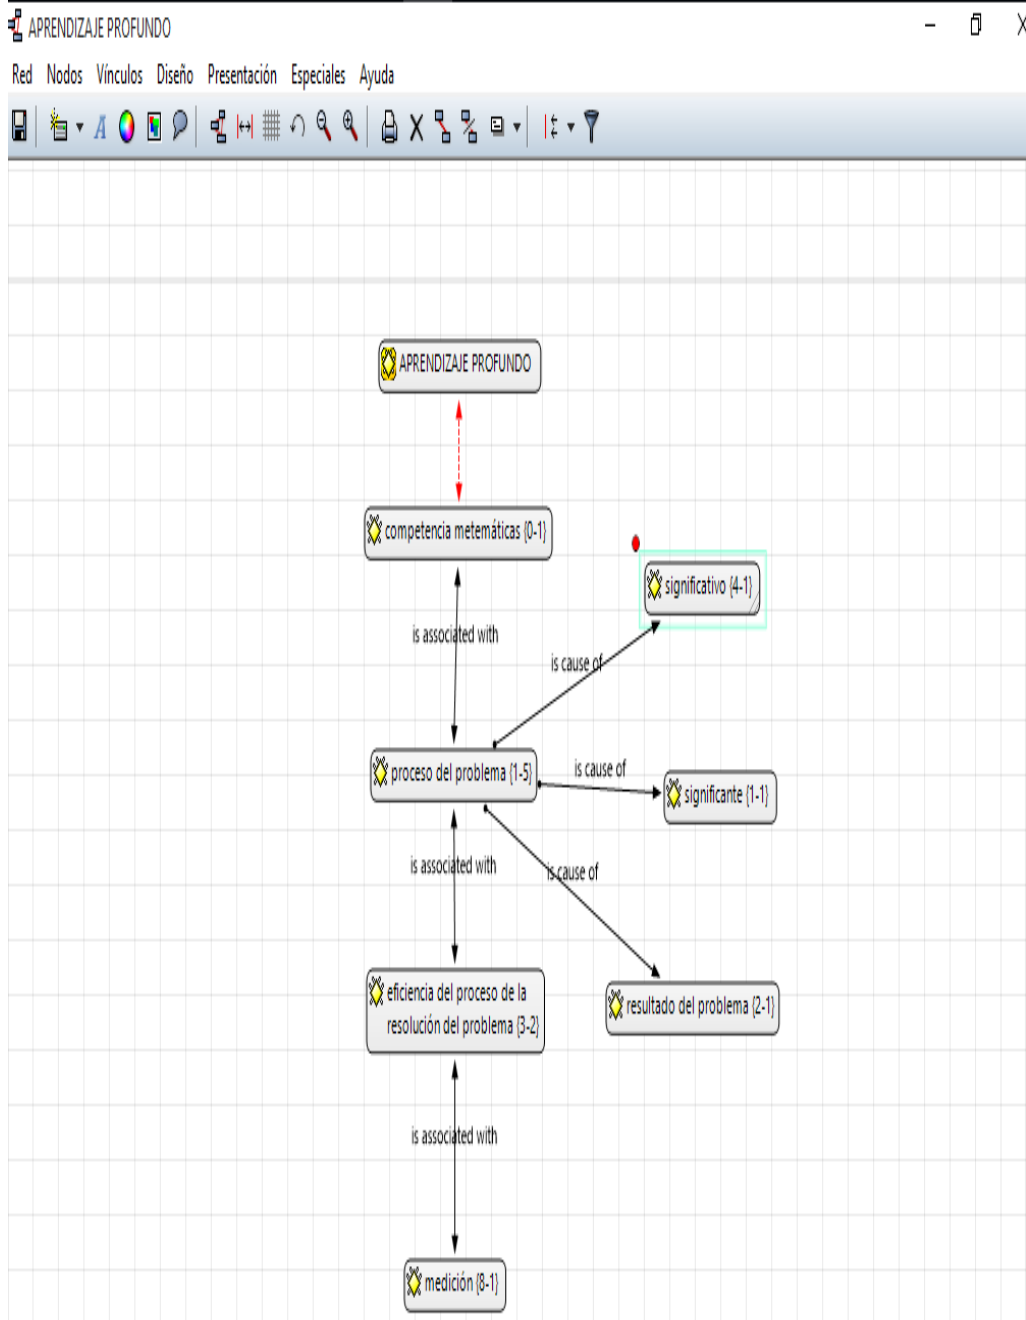 APRENDIZAJE PROFUNDO
Red Nodos Vínculos Diseño Presentación Especiales Ayuda
APRENDIZAJE PROFUNDO
competencia metemáticas {0-1}
is associated with
significativo {4-1}
is cause of
proceso del problema {1-5}
is cause of
significante {1-1}
is associated with
is cause of
eficiencia del proceso de la
resolución del problema {3-2}
resultado del problema {2-1}
is associated with
medición {8-1}